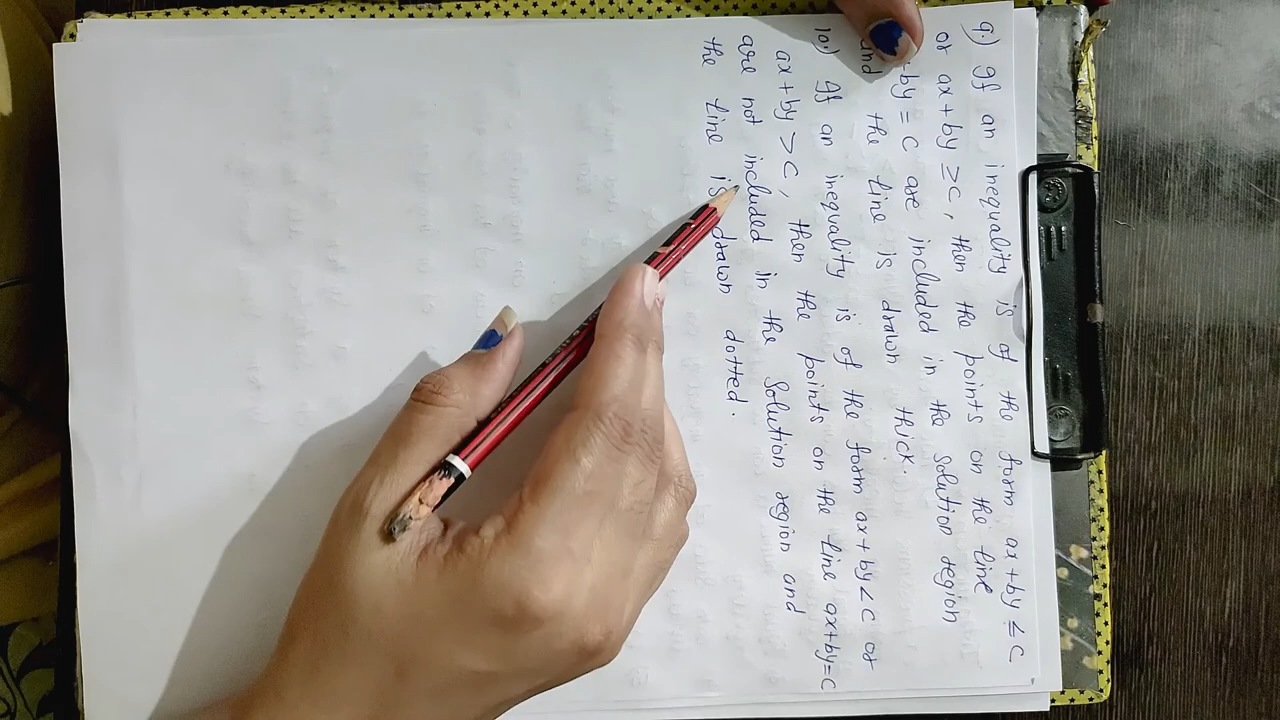 9.) If an inequality is of the form ax+by ≤ C
or ax+by ≥C, then the points on the line
+by = C are included in the solution region
and the line is drawn thick.
10.) If an inequality is of the form ax+by<C or
ax+by >C, then the points on the line ax+by=C
are not included in the solution region and
the line is drawn dotted.